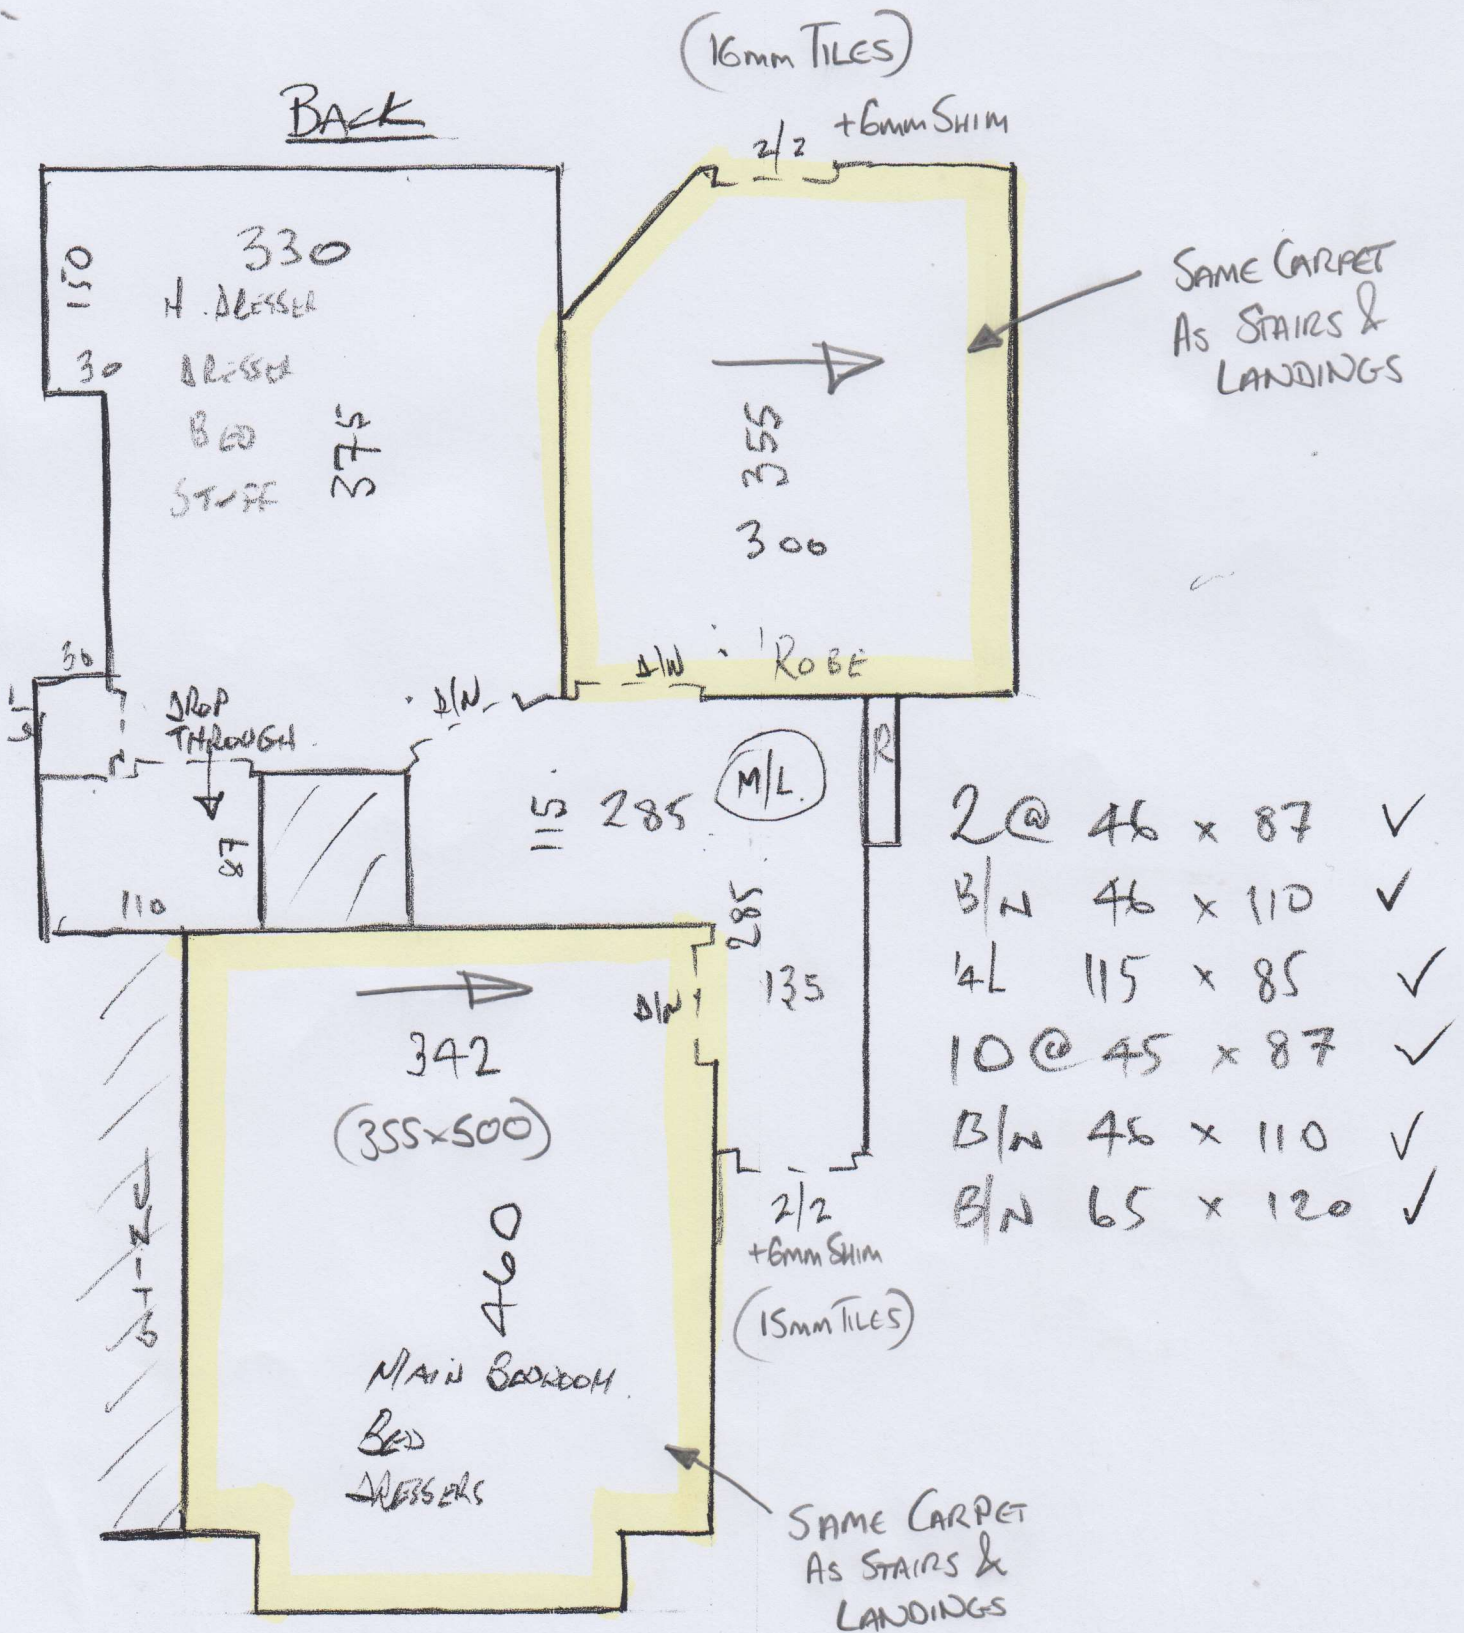 (16mm TILES)
+6mm SHIM
2/2
BACK
330
150
H. DRESSER
DRESSER
BED
STUFF
30
375
355
300
SAME CARPET
AS STAIRS &
LANDINGS
D/N
ROBE
30
DROP
THROUGH
D/N
M/L
R
115
285
87
110
285
135
D/N
342
(355x500)
460
MAIN BEDROOM
BED
DRESSERS
2/2
+6mm SHIM
(15mm TILES)
SAME CARPET
AS STAIRS &
LANDINGS
2 @ 46 x 87 ✓
B/N 46 x 110 ✓
1/4L 115 x 85 ✓
10 @ 45 x 87 ✓
B/N 45 x 110 ✓
B/N 65 x 120 ✓